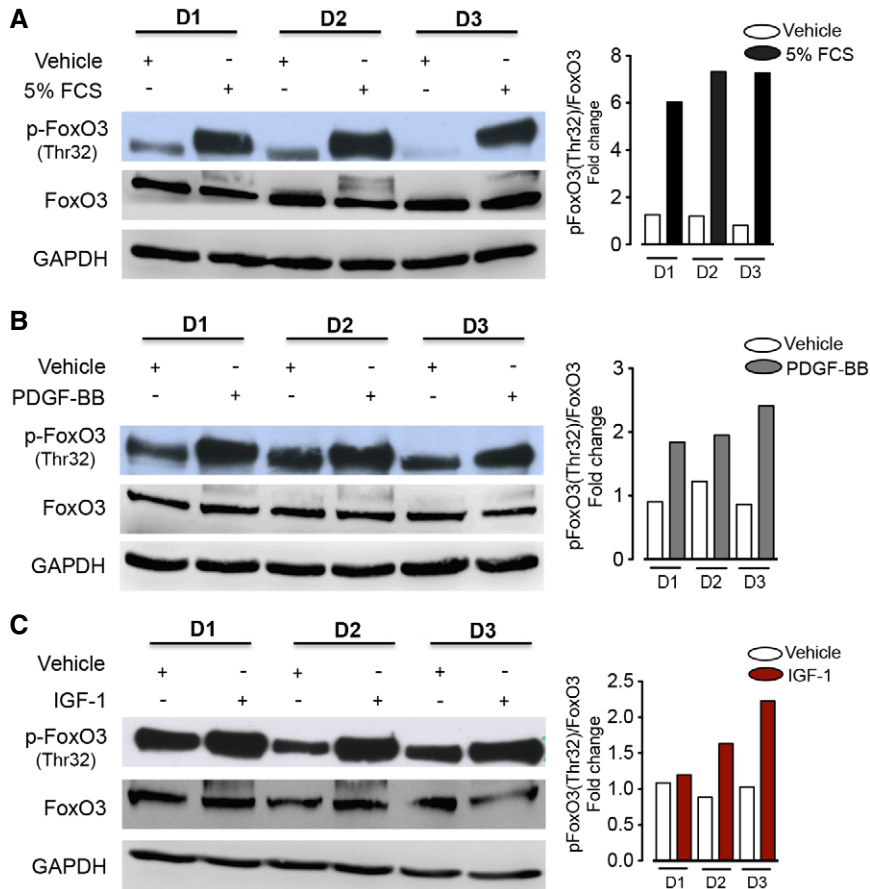 A
D1 D2 D3
Vehicle + - + - + -
5% FCS - + - + - +
p-FoxO3
(Thr32)
FoxO3
GAPDH
Vehicle
5% FCS
pFoxO3(Thr32)/FoxO3
Fold change
8
6
4
2
0
D1 D2 D3
B
D1 D2 D3
Vehicle + - + - + -
PDGF-BB - + - + - +
p-FoxO3
(Thr32)
FoxO3
GAPDH
Vehicle
PDGF-BB
pFoxO3(Thr32)/FoxO3
Fold change
3
2
1
0
D1 D2 D3
C
D1 D2 D3
Vehicle + - + - + -
IGF-1 - + - + - +
p-FoxO3
(Thr32)
FoxO3
GAPDH
Vehicle
IGF-1
pFoxO3(Thr32)/FoxO3
Fold change
2.5
2.0
1.5
1.0
0.5
0.0
D1 D2 D3